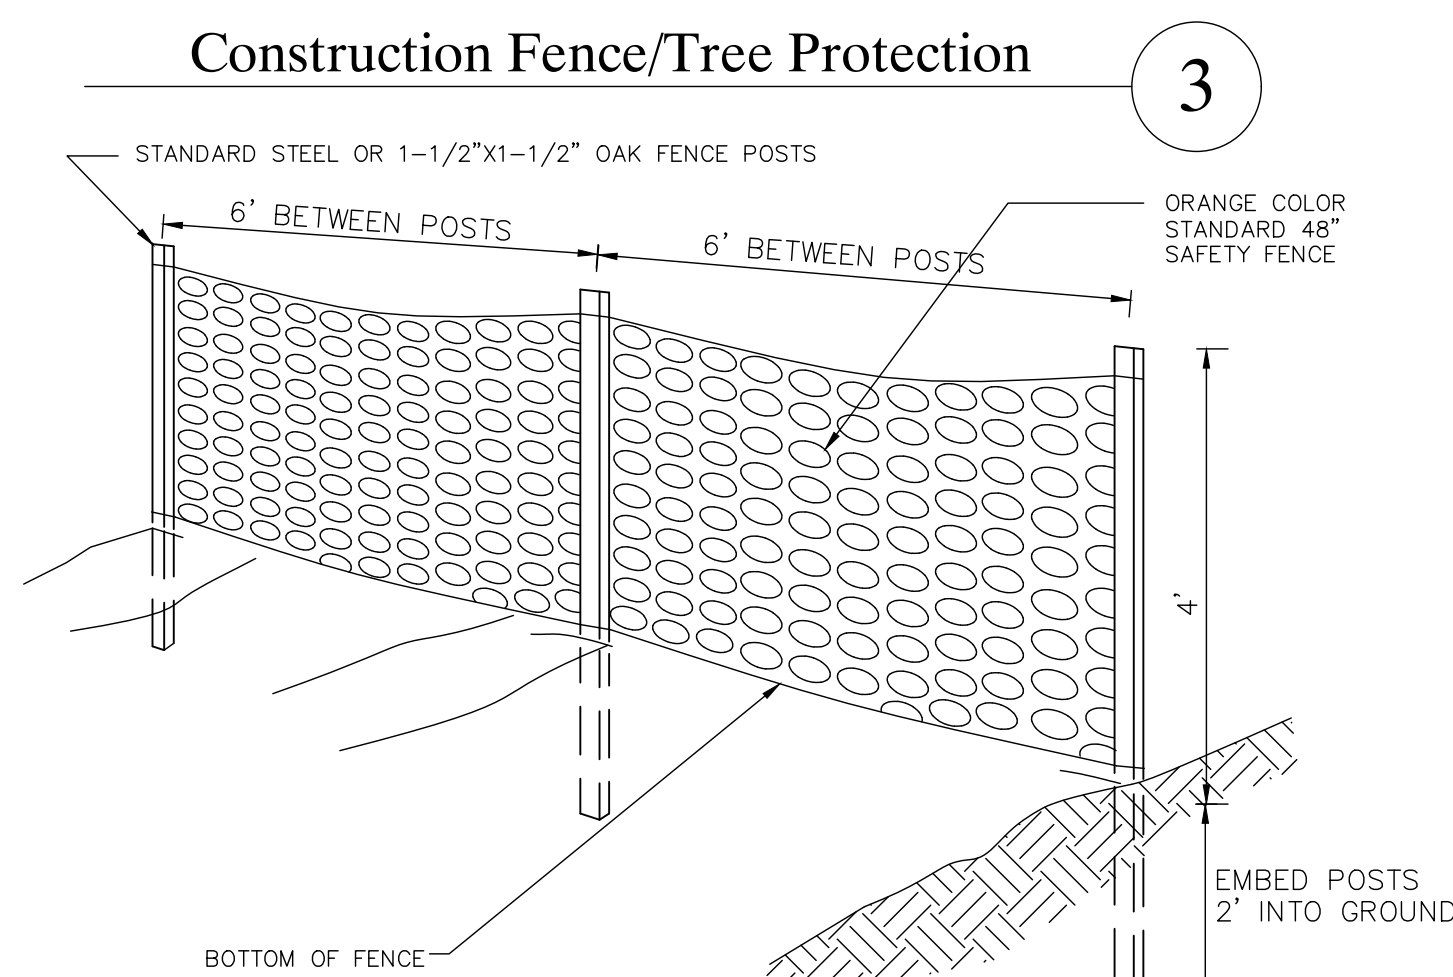 Construction Fence/Tree Protection
3
STANDARD STEEL OR 1-1/2"X1-1/2" OAK FENCE POSTS
6' BETWEEN POSTS
6' BETWEEN POSTS
ORANGE COLOR
STANDARD 48"
SAFETY FENCE
4'
EMBED POSTS
2' INTO GROUND
BOTTOM OF FENCE